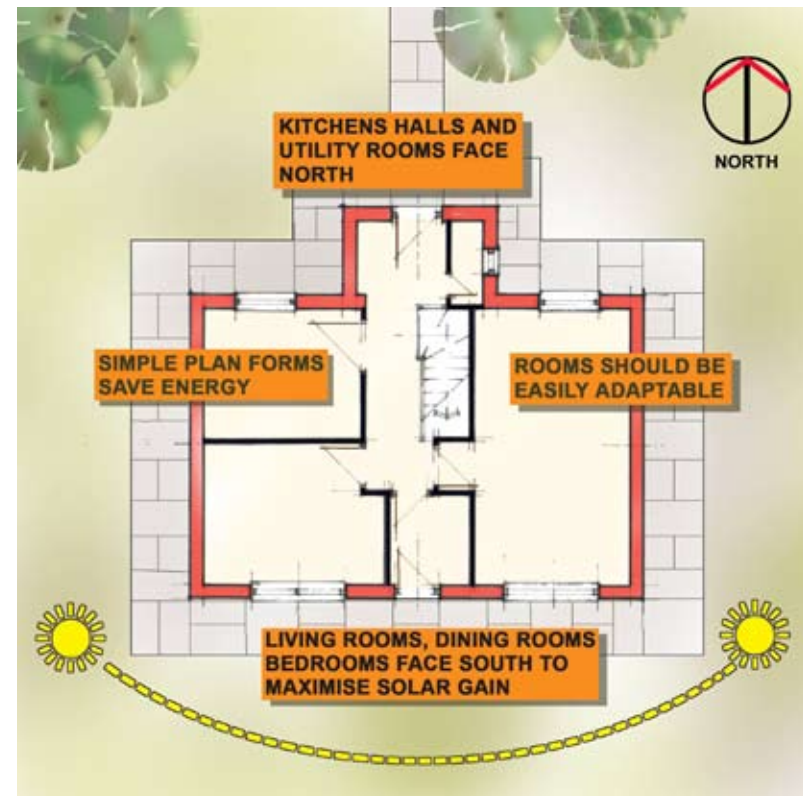 KITCHENS HALLS AND
UTILITY ROOMS FACE
NORTH
NORTH
SIMPLE PLAN FORMS
SAVE ENERGY
ROOMS SHOULD BE
EASILY ADAPTABLE
LIVING ROOMS, DINING ROOMS
BEDROOMS FACE SOUTH TO
MAXIMISE SOLAR GAIN